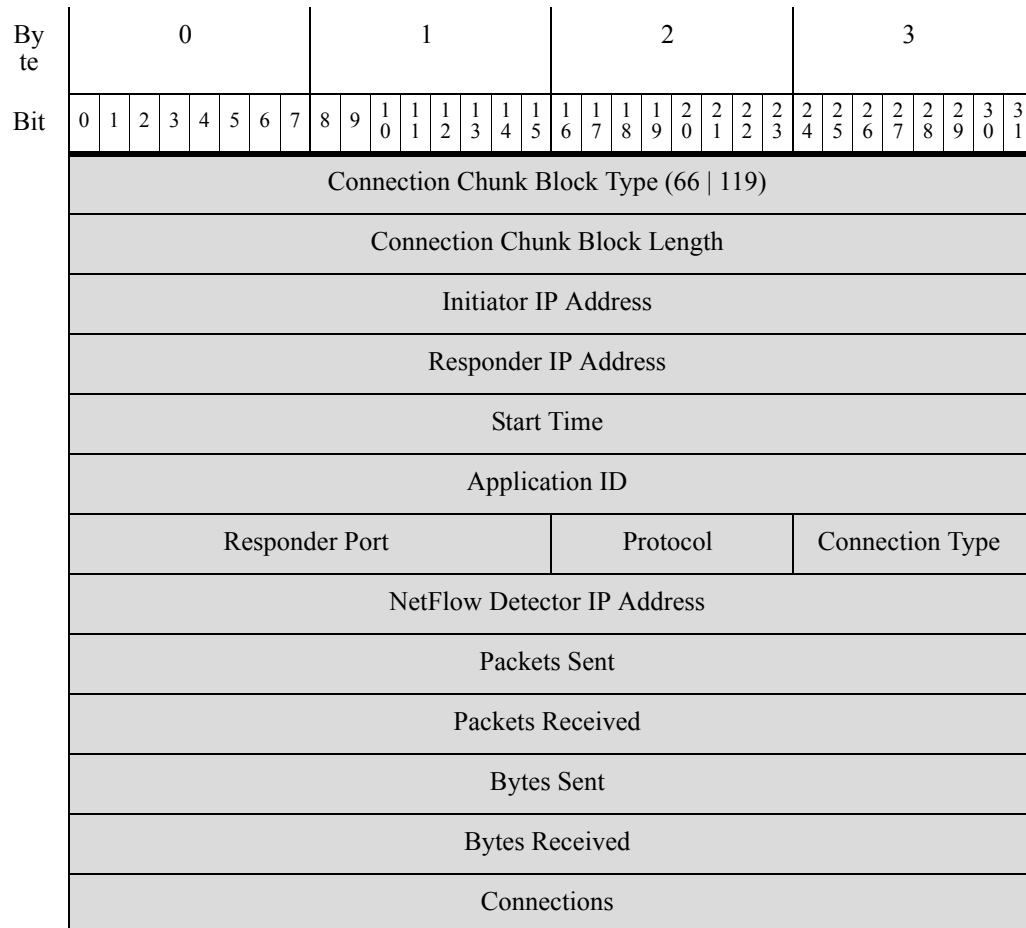 By
te
0 1 2 3
Bit 0 1 2 3 4 5 6 7 8 9 10 11 12 13 14 15 16 17 18 19 20 21 22 23 24 25 26 27 28 29 30 31
Connection Chunk Block Type (66 | 119)
Connection Chunk Block Length
Initiator IP Address
Responder IP Address
Start Time
Application ID
Responder Port Protocol Connection Type
NetFlow Detector IP Address
Packets Sent
Packets Received
Bytes Sent
Bytes Received
Connections